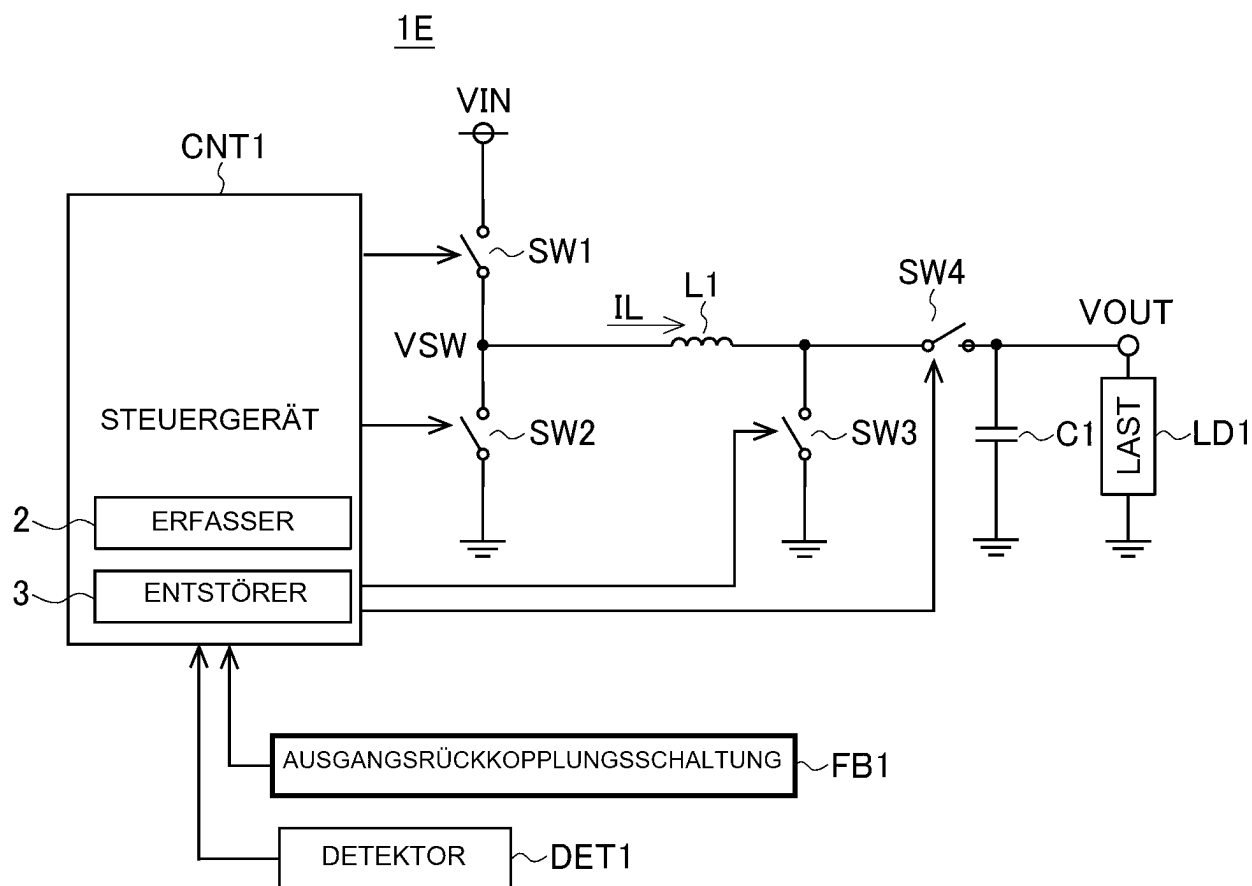 1E
VIN
CNT1
SW1
SW4
L1
IL
VOUT
VSW
STEUERGERÄT
SW2
SW3
C1
LAST
LD1
2
ERFASSER
3
ENTSTÖRER
AUSGANGSRÜCKKOPPLUNGSSCHALTUNG
FB1
DETEKTOR
DET1